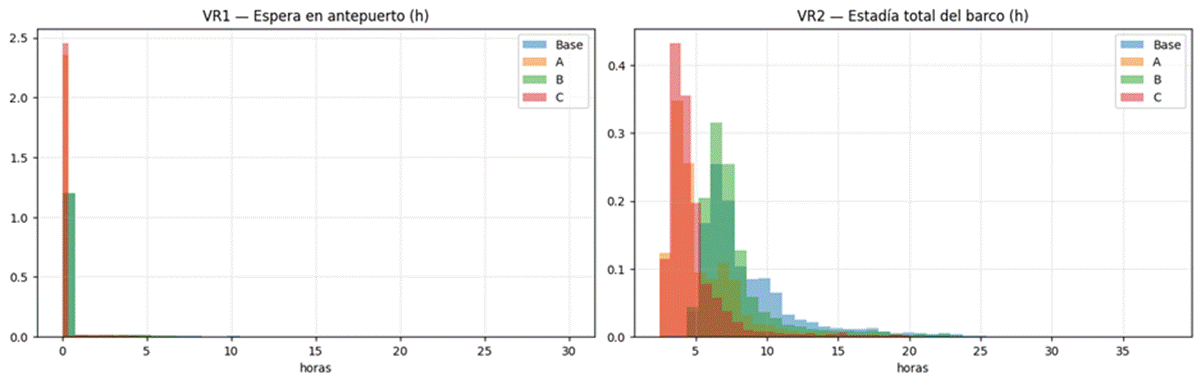 VR1 — Espera en antepuerto (h)
2.5
2.0
1.5
1.0
0.5
0.0
Base
A
B
C
0
5
10
15
20
25
30
horas
VR2 — Estadía total del barco (h)
0.4
0.3
0.2
0.1
0.0
Base
A
B
C
5
10
15
20
25
30
35
horas